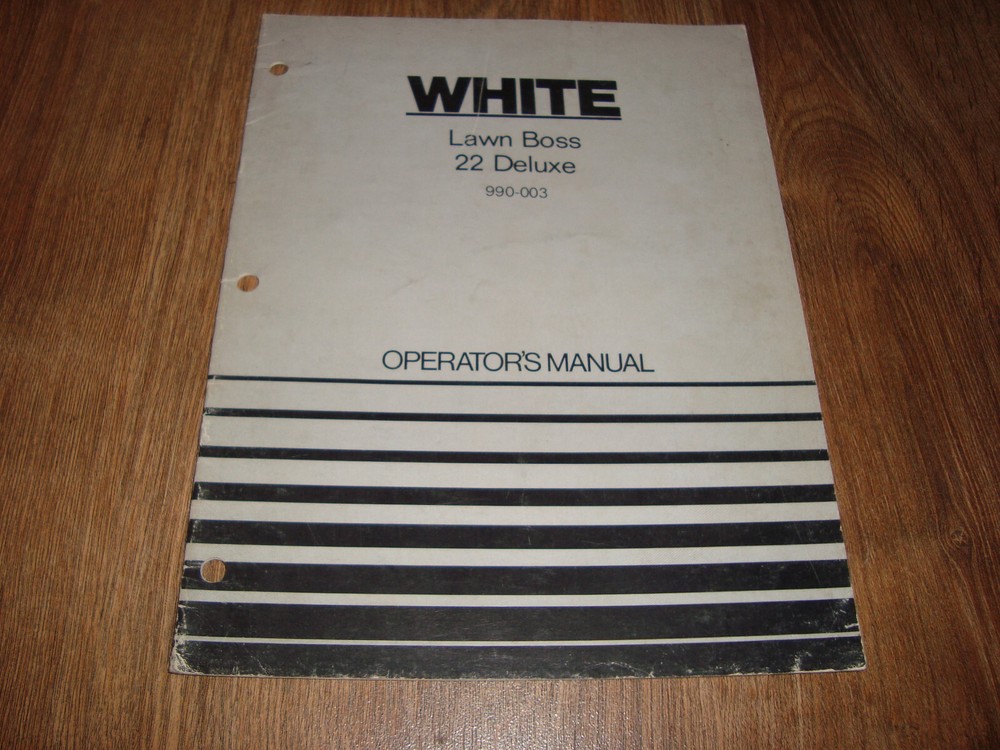 WHITE
Lawn Boss
22 Deluxe
990-003
OPERATOR'S MANUAL